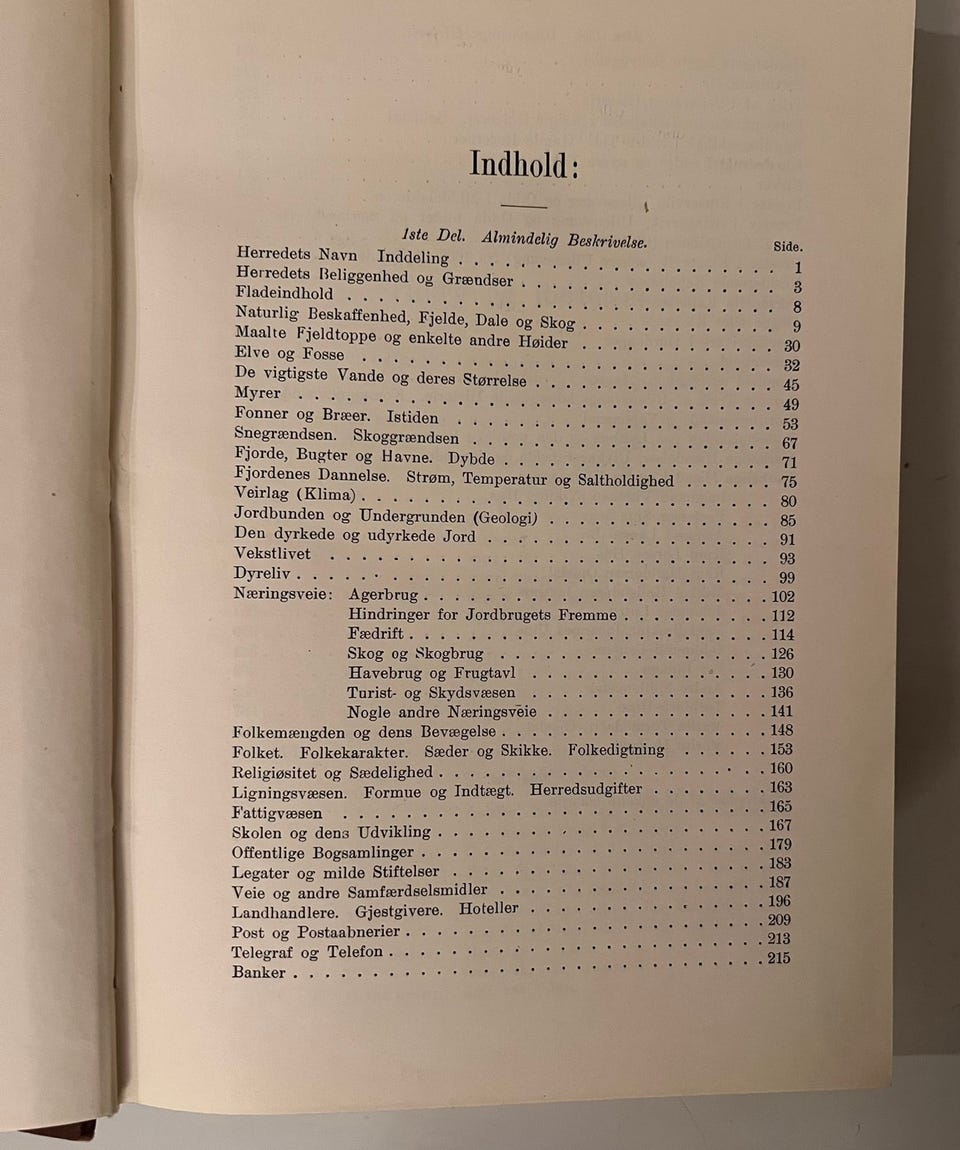 Indhold:
1ste Del. Almindelig Beskrivelse.
Side.
Herredets Navn Inddeling . . . . . . . . . . 1
Herredets Beliggenhed og Grændser . . . . . . . . . . 3
Fladeindhold . . . . . . . . . . 8
Naturlig Beskaffenhed, Fjelde, Dale og Skog . . . . . . . . . . 9
Maalte Fjeldtoppe og enkelte andre Høider . . . . . . . . . . 30
Elve og Fosse . . . . . . . . . . 32
De vigtigste Vande og deres Størrelse . . . . . . . . . . 45
Myrer . . . . . . . . . . 49
Fonner og Bræer. Istiden . . . . . . . . . . 53
Snegrændsen. Skoggrændsen . . . . . . . . . . 67
Fjorde, Bugter og Havne. Dybde . . . . . . . . . . 71
Fjordenes Dannelse. Strøm, Temperatur og Saltholdighed . . . . . . 75
Veirlag (Klima) . . . . . . . . . . 80
Jordbunden og Undergrunden (Geologi) . . . . . . . . . . 85
Den dyrkede og udyrkede Jord . . . . . . . . . . 91
Vekstlivet . . . . . . . . . . 93
Dyreliv . . . . . . . . . . 99
Næringsveie: Agerbrug . . . . . . . . . . 102
Hindringer for Jordbrugets Fremme . . . . . . . . 112
Fædrift . . . . . . . . . . 114
Skog og Skogbrug . . . . . . . . . . 126
Havebrug og Frugtavl . . . . . . . . . . 130
Turist- og Skydsvæsen . . . . . . . . . . 136
Nogle andre Næringsveie . . . . . . . . . . 141
Folkemængden og dens Bevægelse . . . . . . . . . . 148
Folket. Folkekarakter. Sæder og Skikke. Folkedigtning . . . . . . 153
Religiøsitet og Sædelighed . . . . . . . . . . 160
Ligningsvæsen. Formue og Indtægt. Herredsudgifter . . . . . . . 163
Fattigvæsen . . . . . . . . . . 165
Skolen og dens Udvikling . . . . . . . . . . 167
Offentlige Bogsamlinger . . . . . . . . . . 179
Legater og milde Stiftelser . . . . . . . . . . 183
Veie og andre Samfærdselsmidler . . . . . . . . . . 187
Landhandlere. Gjestgivere. Hoteller . . . . . . . . . . 196
Post og Postaabnerier . . . . . . . . . . 209
Telegraf og Telefon . . . . . . . . . . 213
Banker . . . . . . . . . . 215